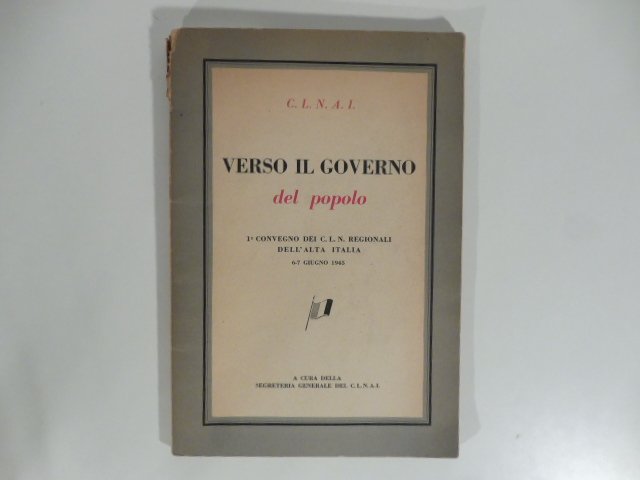 C. L. N. A. I.
VERSO IL GOVERNO
del popolo
1º CONVEGNO DEI C. L. N. REGIONALI
DELL'ALTA ITALIA
6-7 GIUGNO 1945
A CURA DELLA
SEGRETERIA GENERALE DEL C. L. N. A. I.